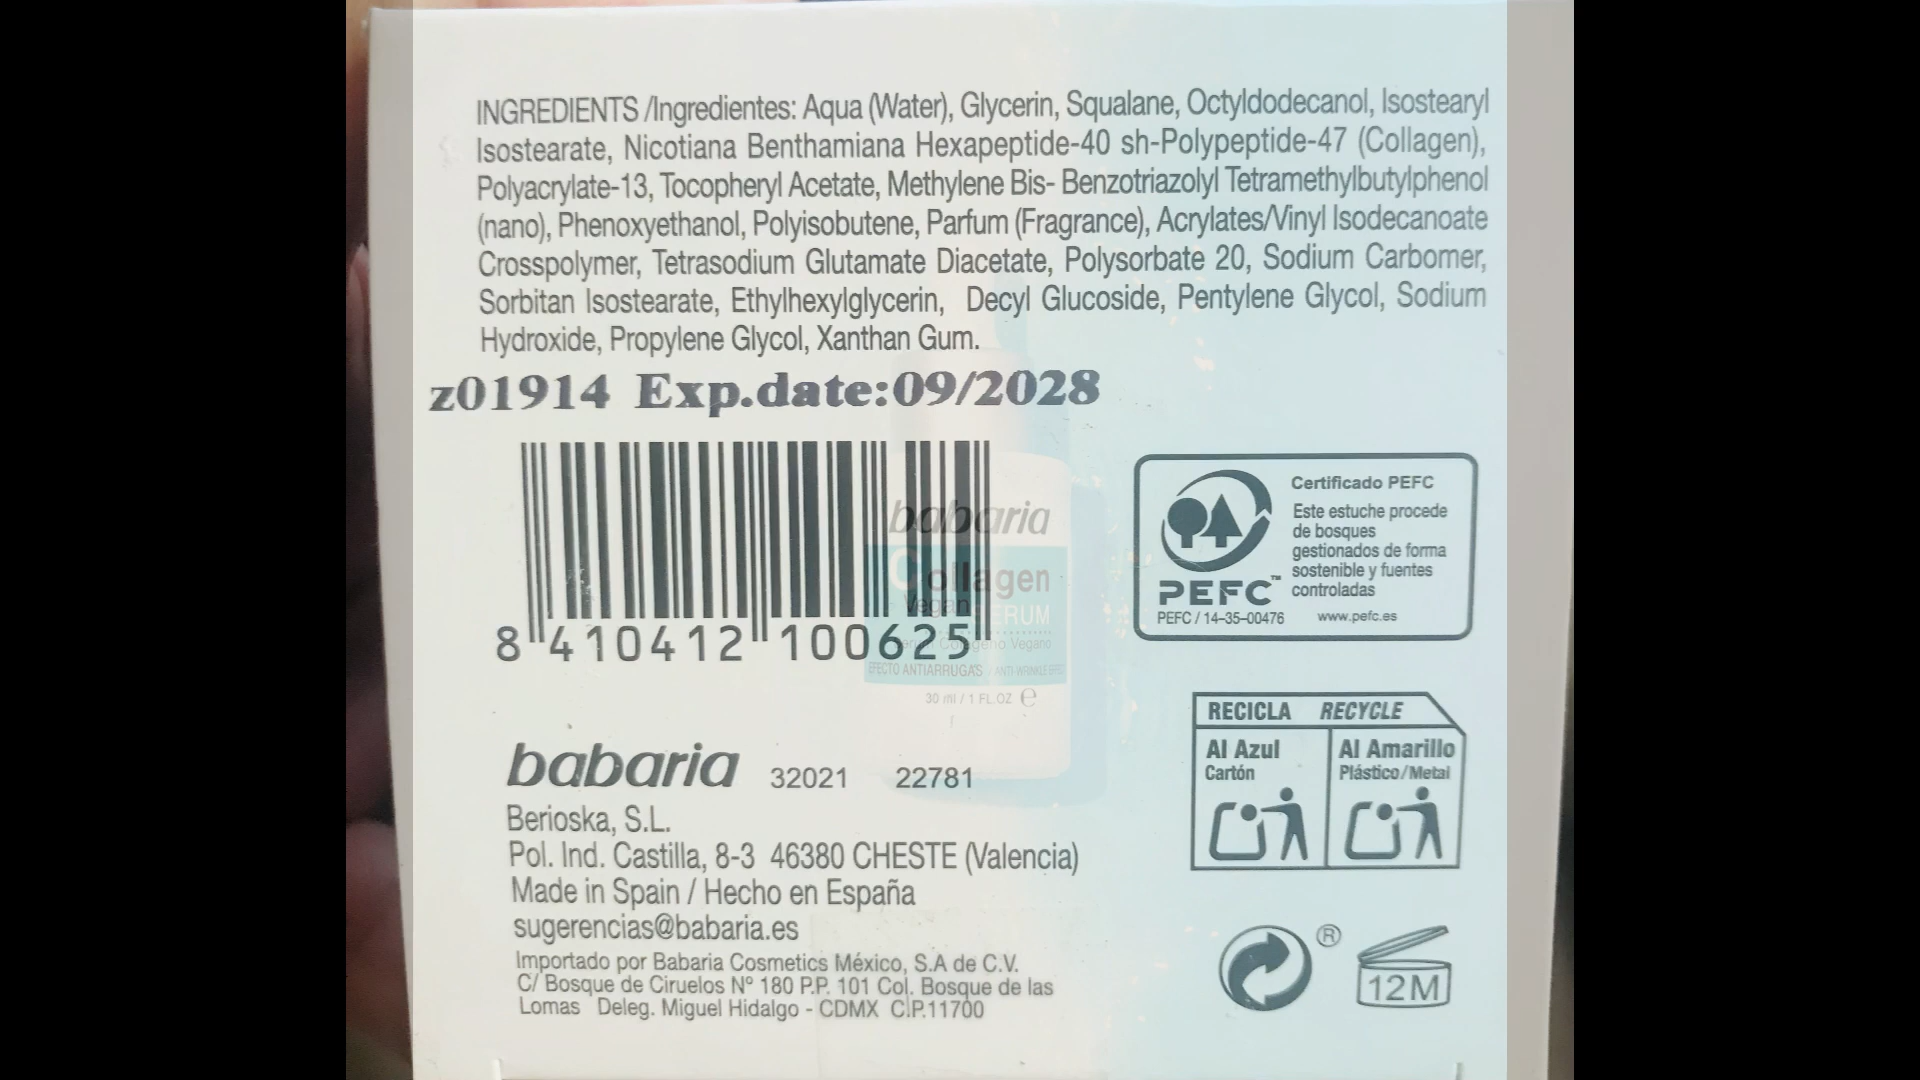 INGREDIENTS /Ingredientes: Aqua (Water), Glycerin, Squalane, Octyldodecanol, Isostearyl
Isostearate, Nicotiana Benthamiana Hexapeptide-40 sh-Polypeptide-47 (Collagen),
Polyacrylate-13, Tocopheryl Acetate, Methylene Bis- Benzotriazolyl Tetramethylbutylphenol
(nano), Phenoxyethanol, Polyisobutene, Parfum (Fragrance), Acrylates/Vinyl Isodecanoate
Crosspolymer, Tetrasodium Glutamate Diacetate, Polysorbate 20, Sodium Carbomer,
Sorbitan Isostearate, Ethylhexylglycerin, Decyl Glucoside, Pentylene Glycol, Sodium
Hydroxide, Propylene Glycol, Xanthan Gum.
z01914 Exp.date:09/2028
8 410412 100625
babaria
Collagen
Vegan SERUM
Serum Colágeno Vegano
EFECTO ANTIARRUGAS / ANTI-WRINKLE EFFECT
30 ml / 1 FL.OZ e
Certificado PEFC
Este estuche procede
de bosques
gestionados de forma
sostenible y fuentes
controladas
PEFC™
PEFC / 14-35-00476 www.pefc.es
RECICLA RECYCLE
Al Azul
Cartón
Al Amarillo
Plástico/Metal
babaria 32021 22781
Berioska, S.L.
Pol. Ind. Castilla, 8-3 46380 CHESTE (Valencia)
Made in Spain / Hecho en España
sugerencias@babaria.es
Importado por Babaria Cosmetics México, S.A de C.V.
C/ Bosque de Ciruelos Nº 180 P.P. 101 Col. Bosque de las
Lomas Deleg. Miguel Hidalgo - CDMX C.P.11700
®
12M